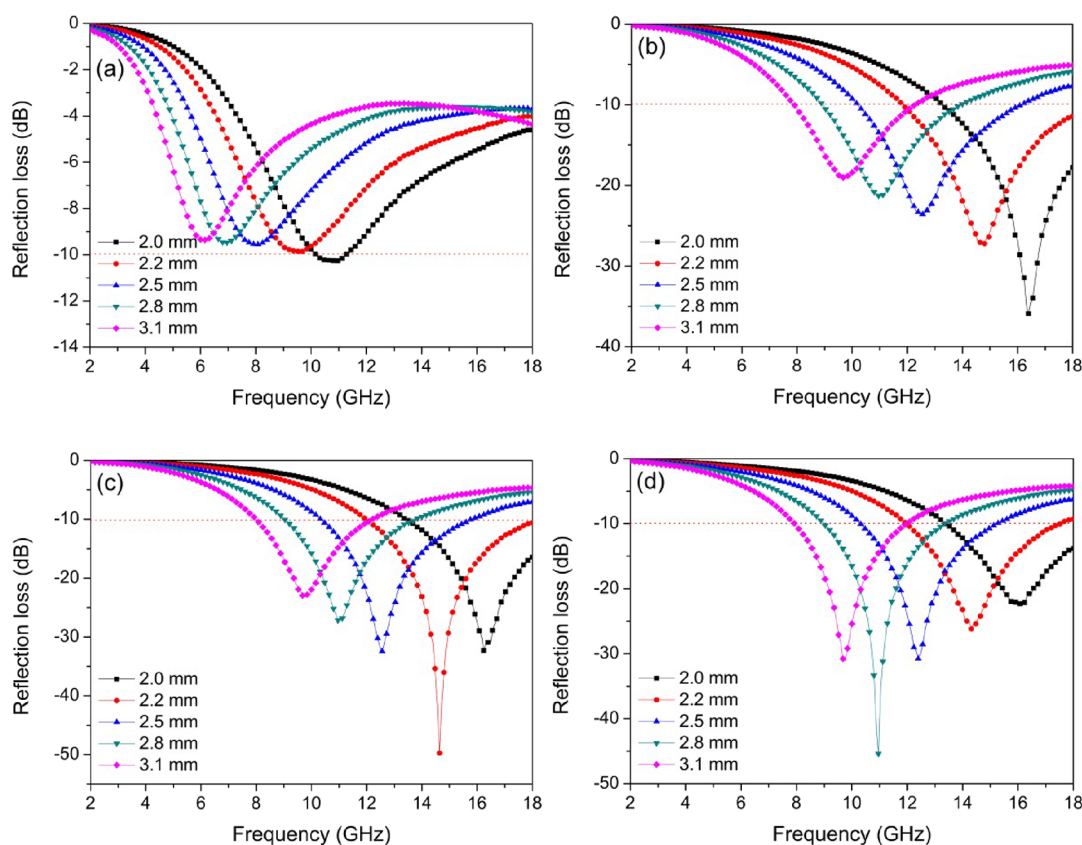 (a)
Reflection loss (dB)
0
-2
-4
-6
-8
-10
-12
-14
2.0 mm
2.2 mm
2.5 mm
2.8 mm
3.1 mm
2 4 6 8 10 12 14 16 18
Frequency (GHz)
(b)
Reflection loss (dB)
0
-10
-20
-30
-40
2.0 mm
2.2 mm
2.5 mm
2.8 mm
3.1 mm
2 4 6 8 10 12 14 16 18
Frequency (GHz)
(c)
Reflection loss (dB)
0
-10
-20
-30
-40
-50
2.0 mm
2.2 mm
2.5 mm
2.8 mm
3.1 mm
2 4 6 8 10 12 14 16 18
Frequency (GHz)
(d)
Reflection loss (dB)
0
-10
-20
-30
-40
-50
2.0 mm
2.2 mm
2.5 mm
2.8 mm
3.1 mm
2 4 6 8 10 12 14 16 18
Frequency (GHz)